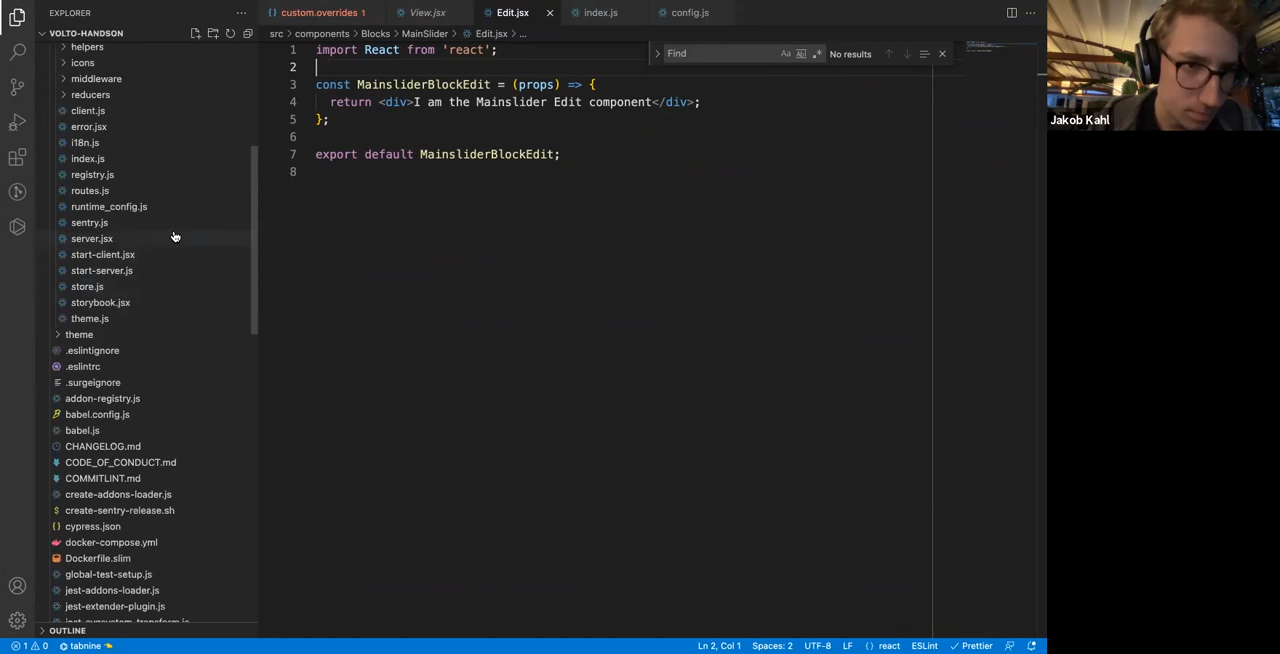 EXPLORER
VOLTO-HANDSON
helpers
icons
middleware
reducers
client.js
error.jsx
i18n.js
index.js
registry.js
routes.js
runtime_config.js
sentry.js
server.jsx
start-client.jsx
start-server.js
store.js
storybook.jsx
theme.js
theme
.eslintignore
.eslintrc
.surgeignore
addon-registry.js
babel.config.js
babel.js
CHANGELOG.md
CODE_OF_CONDUCT.md
COMMITLINT.md
create-addons-loader.js
create-sentry-release.sh
cypress.json
docker-compose.yml
Dockerfile.slim
global-test-setup.js
jest-addons-loader.js
jest-extender-plugin.js
OUTLINE
custom.overrides 1
View.jsx
Edit.jsx
index.js
config.js
src > components > Blocks > MainSlider > Edit.jsx > ...
Find
Aa
No results
1 import React from 'react';
2
3 const MainsliderBlockEdit = (props) => {
4 return <div>I am the Mainslider Edit component</div>;
5 };
6
7 export default MainsliderBlockEdit;
8
Jakob Kahl
1 0 tabnine Ln 2, Col 1 Spaces: 2 UTF-8 LF { } react ESLint Prettier